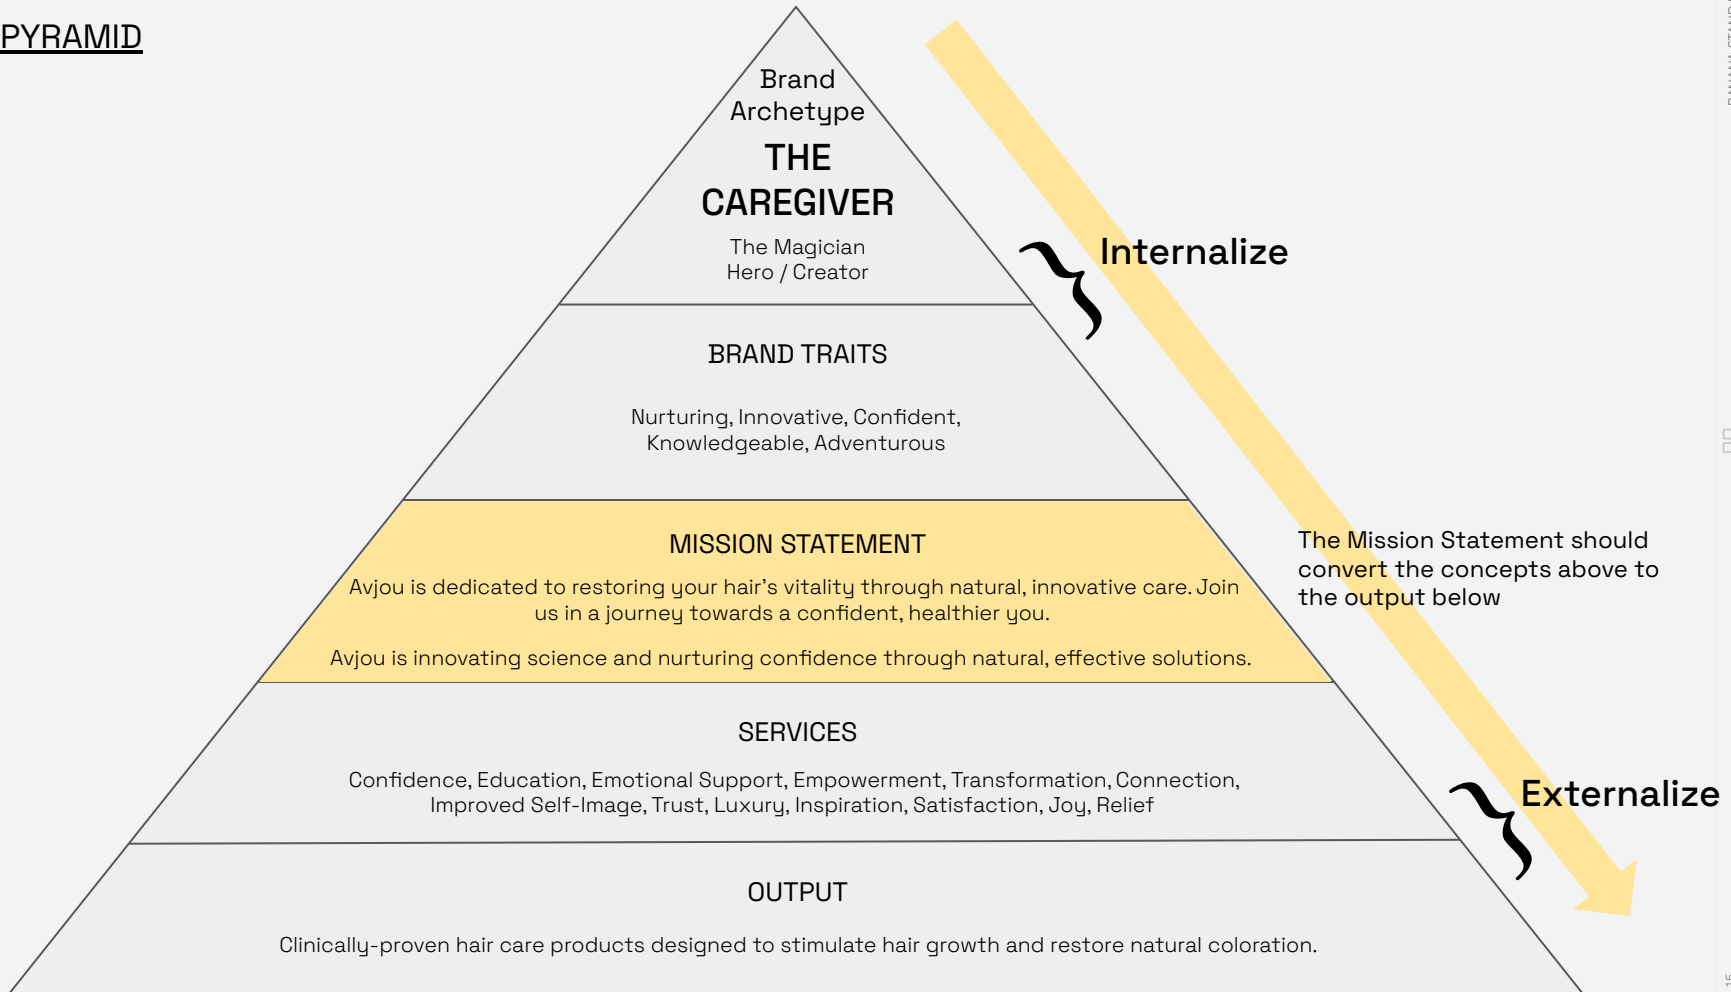 PYRAMID
Brand
Archetype
THE
CAREGIVER
The Magician
Hero / Creator
Internalize
BRAND TRAITS
Nurturing, Innovative, Confident,
Knowledgeable, Adventurous
MISSION STATEMENT
Avjou is dedicated to restoring your hair's vitality through natural, innovative care. Join
us in a journey towards a confident, healthier you.
Avjou is innovating science and nurturing confidence through natural, effective solutions.
The Mission Statement should
convert the concepts above to
the output below
SERVICES
Confidence, Education, Emotional Support, Empowerment, Transformation, Connection,
Improved Self-Image, Trust, Luxury, Inspiration, Satisfaction, Joy, Relief
Externalize
OUTPUT
Clinically-proven hair care products designed to stimulate hair growth and restore natural coloration.
15